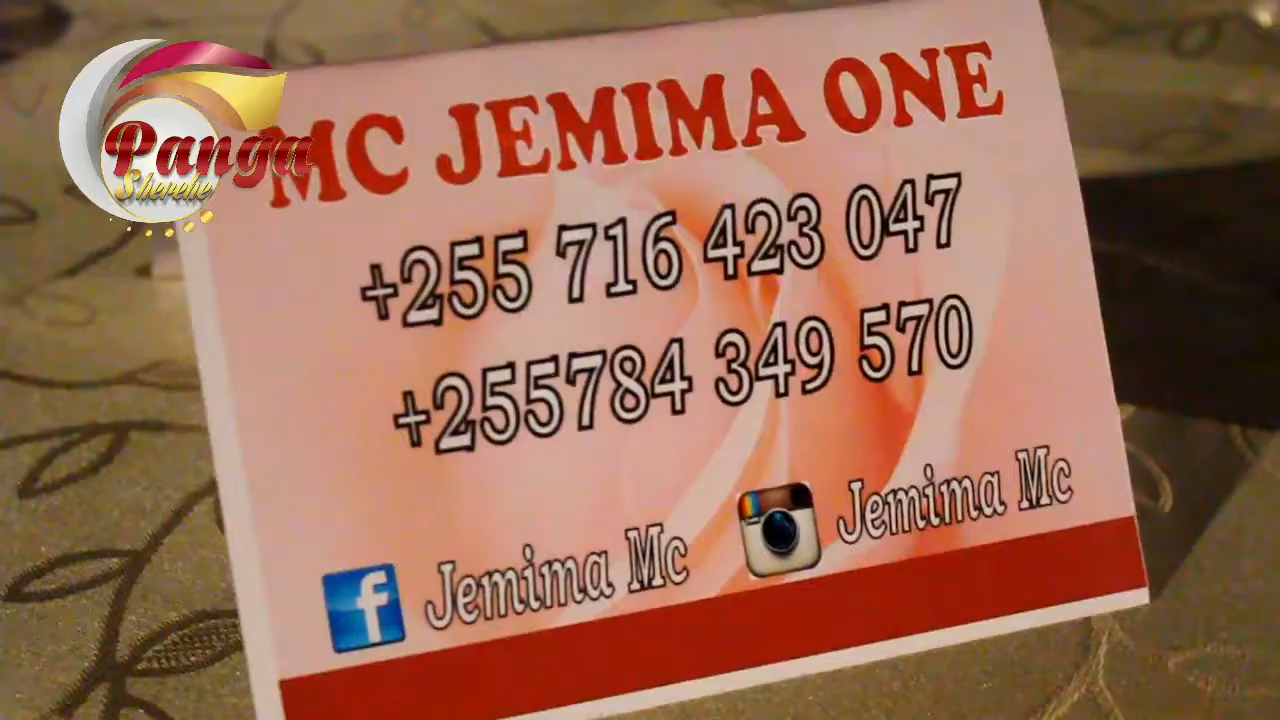 Panga
Sherehe
MC JEMIMA ONE
+255 716 423 047
+255784 349 570
Jemima Mc
Jemima Mc